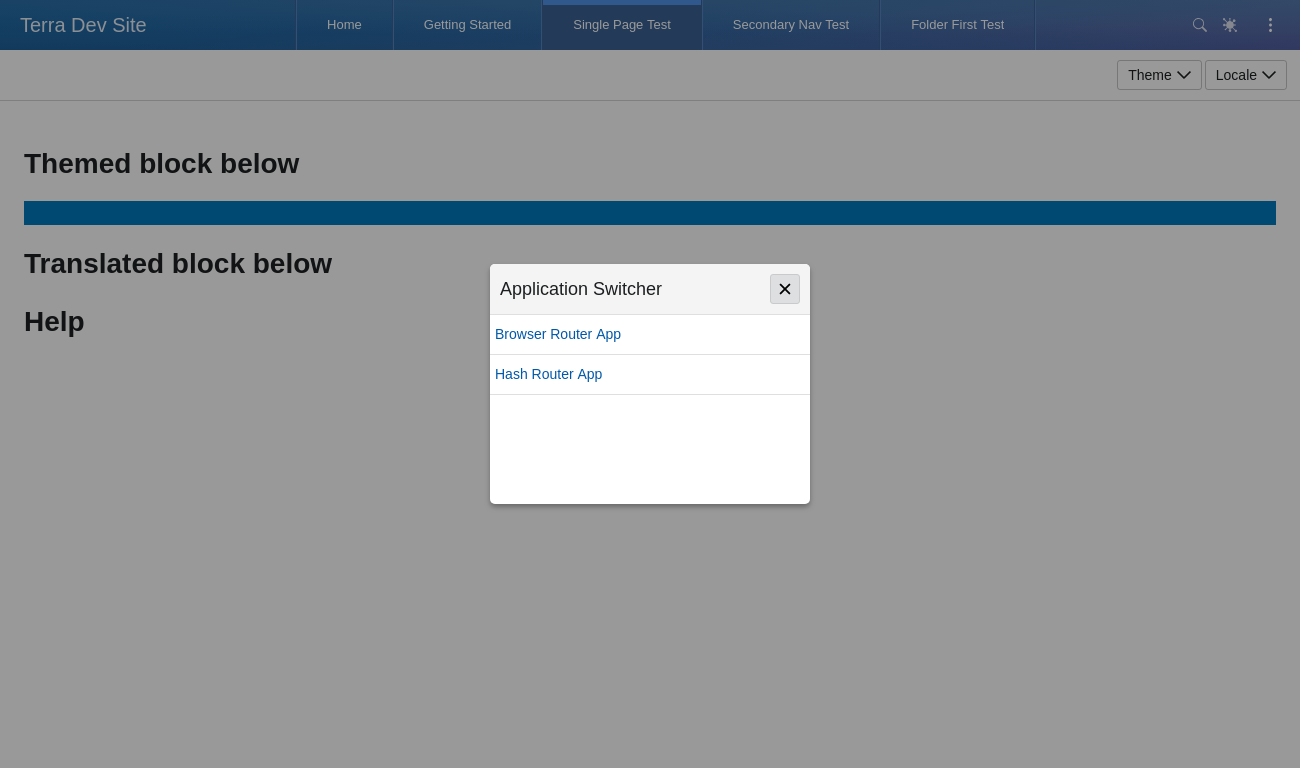 Terra Dev Site
Home
Getting Started
Single Page Test
Secondary Nav Test
Folder First Test
Theme
Locale
Themed block below
Translated block below
Help
Application Switcher
Browser Router App
Hash Router App